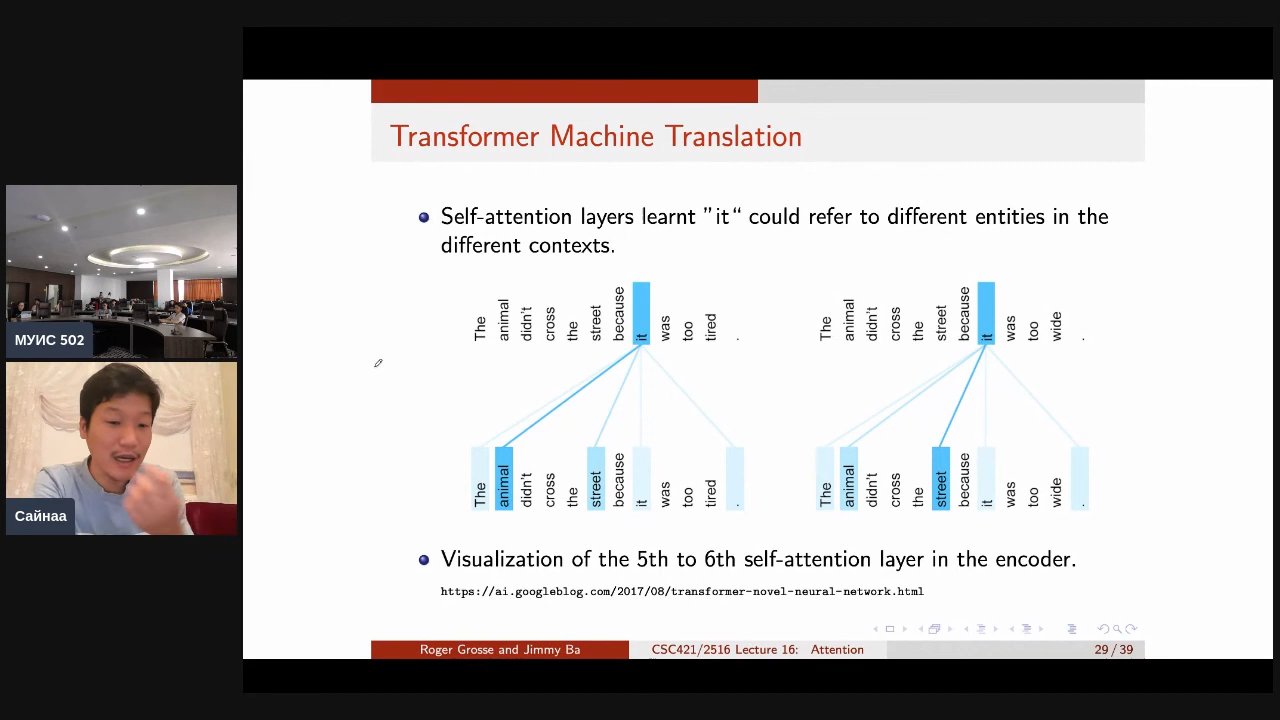 Transformer Machine Translation
Self-attention layers learnt "it“ could refer to different entities in the
different contexts.
The animal didn't cross the street because it was too tired .
The animal didn't cross the street because it was too wide .
The animal didn't cross the street because it was too tired .
The animal didn't cross the street because it was too wide .
Visualization of the 5th to 6th self-attention layer in the encoder.
https://ai.googleblog.com/2017/08/transformer-novel-neural-network.html
Roger Grosse and Jimmy Ba
CSC421/2516 Lecture 16: Attention
29 / 39
МУИС 502
Сайнаа